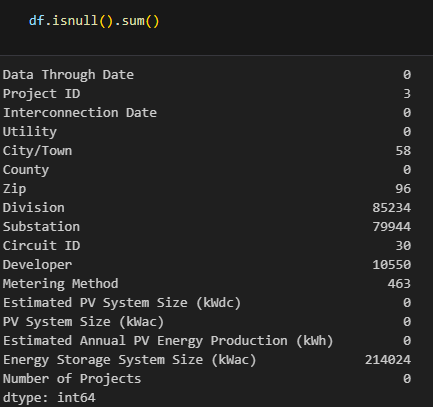 df.isnull().sum()
Data Through Date 0
Project ID 3
Interconnection Date 0
Utility 0
City/Town 58
County 0
Zip 96
Division 85234
Substation 79944
Circuit ID 30
Developer 10550
Metering Method 463
Estimated PV System Size (kWdc) 0
PV System Size (kWac) 0
Estimated Annual PV Energy Production (kWh) 0
Energy Storage System Size (kWac) 214024
Number of Projects 0
dtype: int64